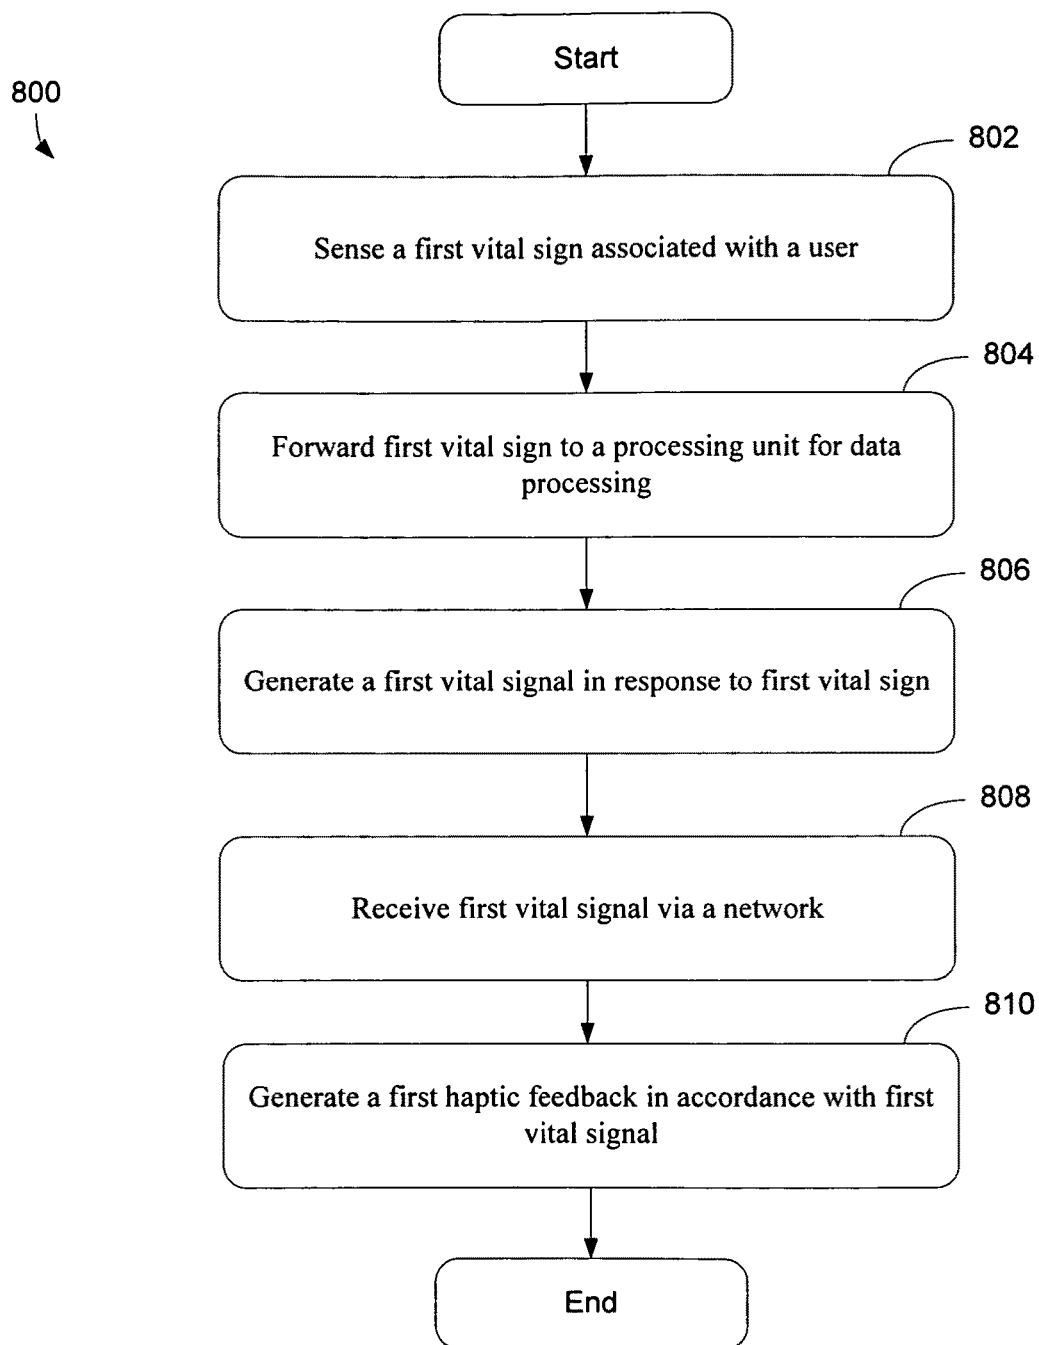 Start
800
802
Sense a first vital sign associated with a user
804
Forward first vital sign to a processing unit for data
processing
806
Generate a first vital signal in response to first vital sign
808
Receive first vital signal via a network
810
Generate a first haptic feedback in accordance with first
vital signal
End